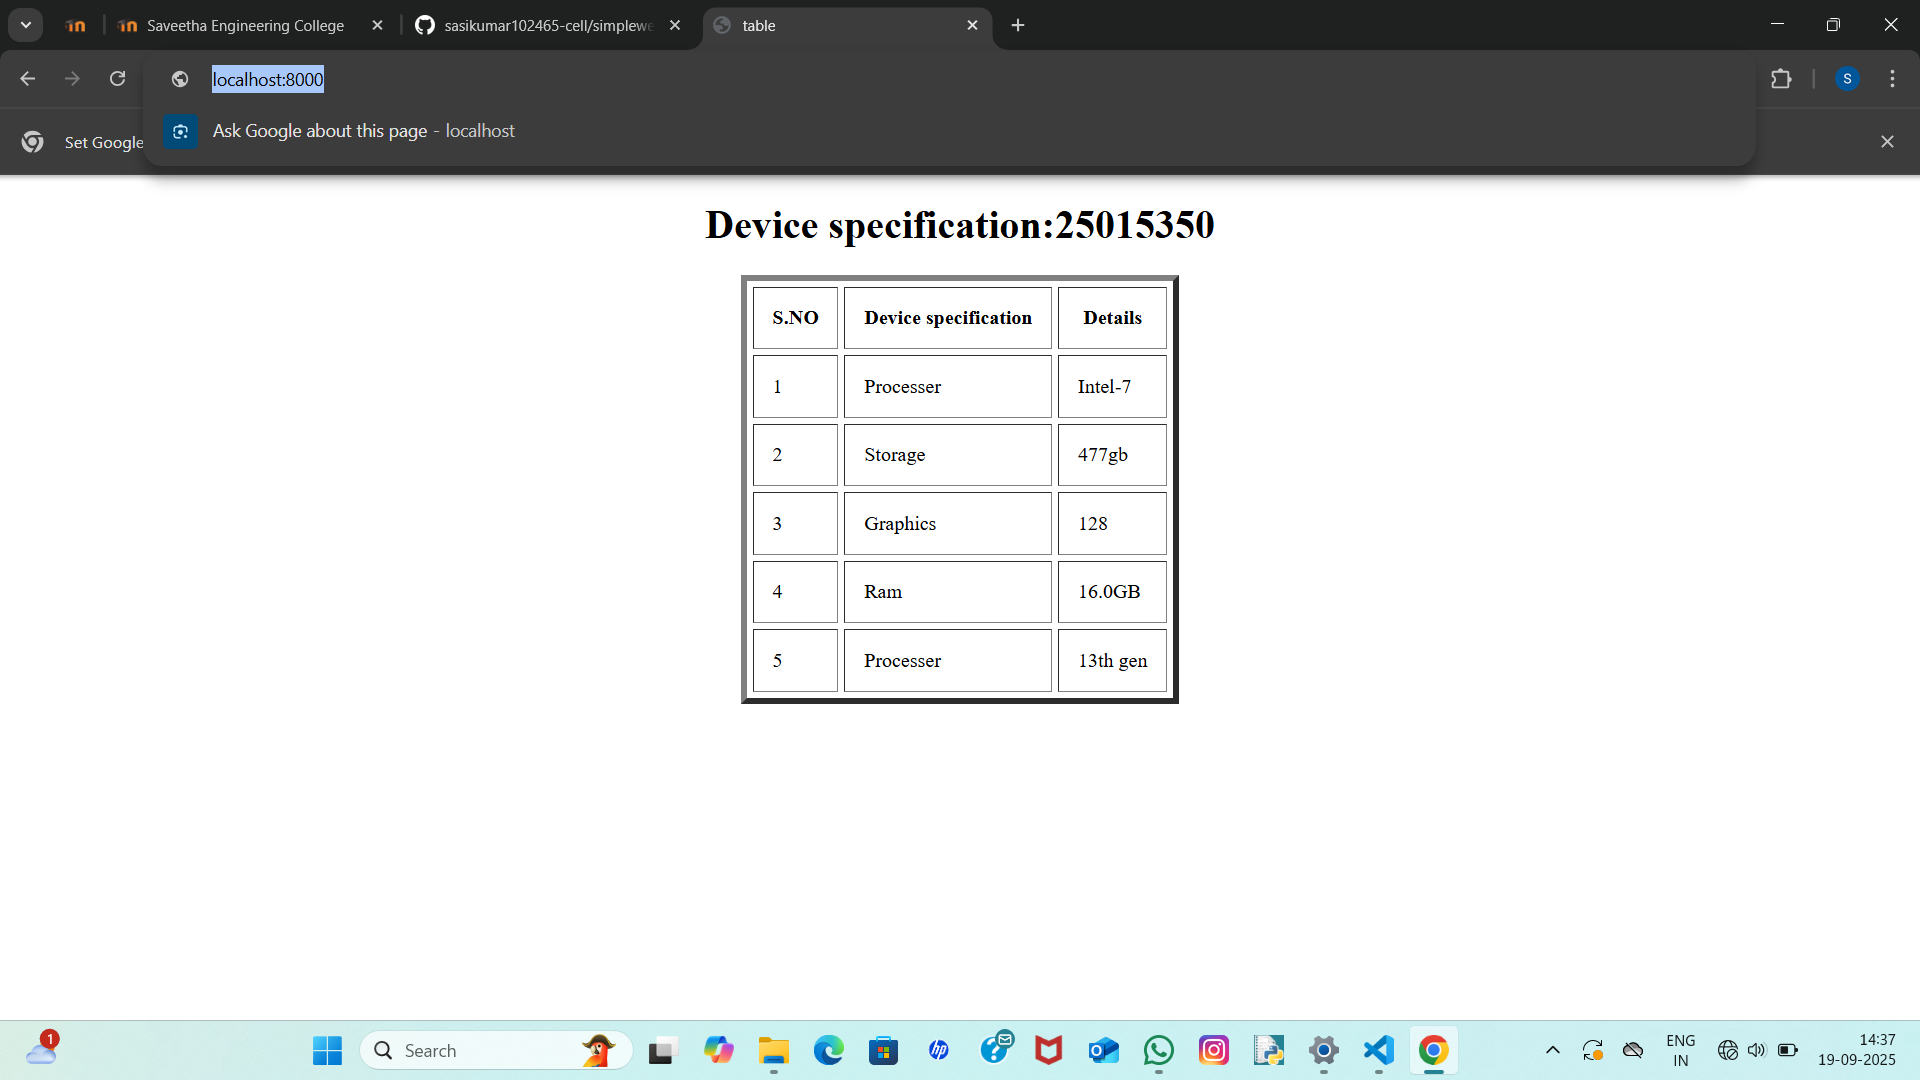 Saveetha Engineering College
sasikumar102465-cell/simplewe
table
localhost:8000
S
Ask Google about this page - localhost
Set Google
Device specification:25015350
S.NO Device specification Details
1 Processer Intel-7
2 Storage 477gb
3 Graphics 128
4 Ram 16.0GB
5 Processer 13th gen
1
Search
hp
ENG
IN
14:37
19-09-2025